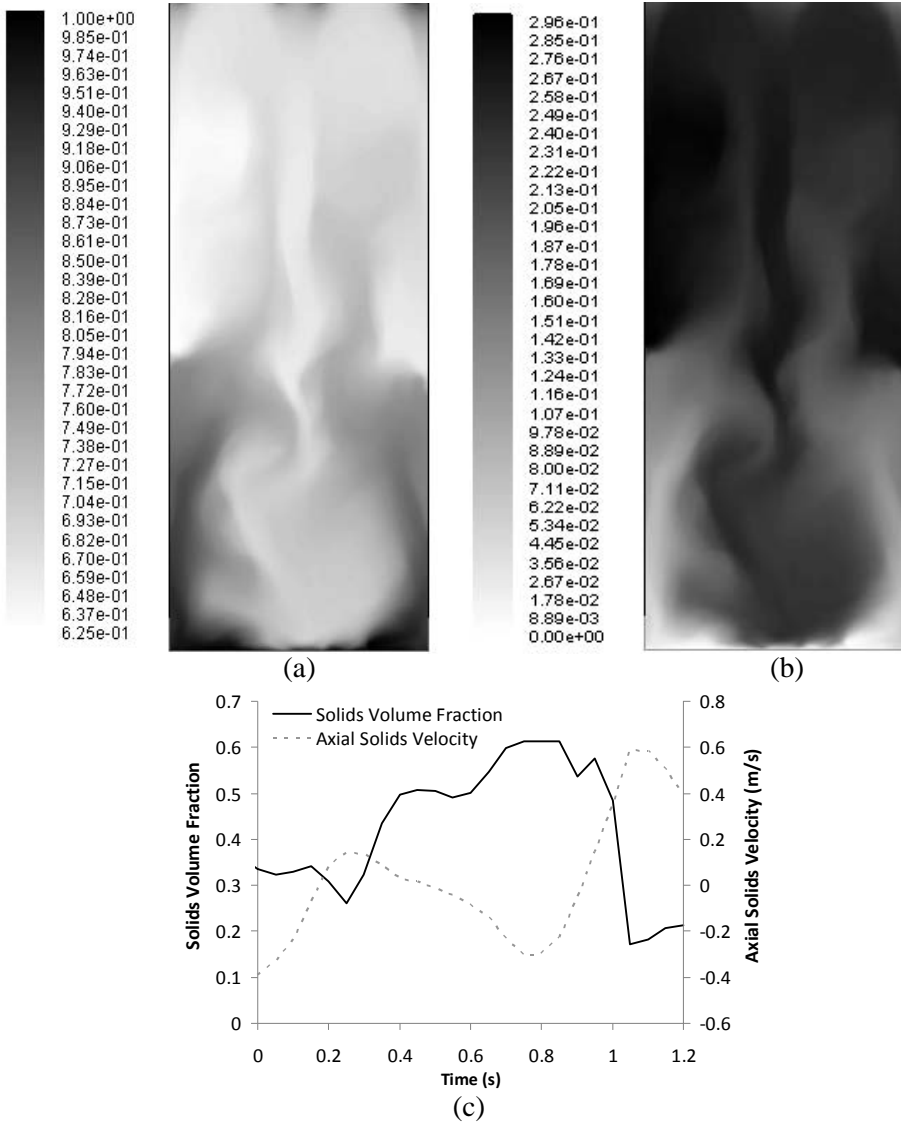 1.00e+00
9.85e-01
9.74e-01
9.63e-01
9.51e-01
9.40e-01
9.29e-01
9.18e-01
9.06e-01
8.95e-01
8.84e-01
8.73e-01
8.61e-01
8.50e-01
8.39e-01
8.28e-01
8.16e-01
8.05e-01
7.94e-01
7.83e-01
7.72e-01
7.60e-01
7.49e-01
7.38e-01
7.27e-01
7.15e-01
7.04e-01
6.93e-01
6.82e-01
6.70e-01
6.59e-01
6.48e-01
6.37e-01
6.25e-01
(a)
2.96e-01
2.85e-01
2.76e-01
2.67e-01
2.58e-01
2.49e-01
2.40e-01
2.31e-01
2.22e-01
2.13e-01
2.05e-01
1.96e-01
1.87e-01
1.78e-01
1.69e-01
1.60e-01
1.51e-01
1.42e-01
1.33e-01
1.24e-01
1.16e-01
1.07e-01
9.78e-02
8.89e-02
8.00e-02
7.11e-02
6.22e-02
5.34e-02
4.45e-02
3.56e-02
2.67e-02
1.78e-02
8.89e-03
0.00e+00
(b)
Solids Volume Fraction
Axial Solids Velocity
Solids Volume Fraction
0.7
0.6
0.5
0.4
0.3
0.2
0.1
0
0.8
0.6
0.4
0.2
0
-0.2
-0.4
-0.6
Axial Solids Velocity (m/s)
0 0.2 0.4 0.6 0.8 1 1.2
Time (s)
(c)